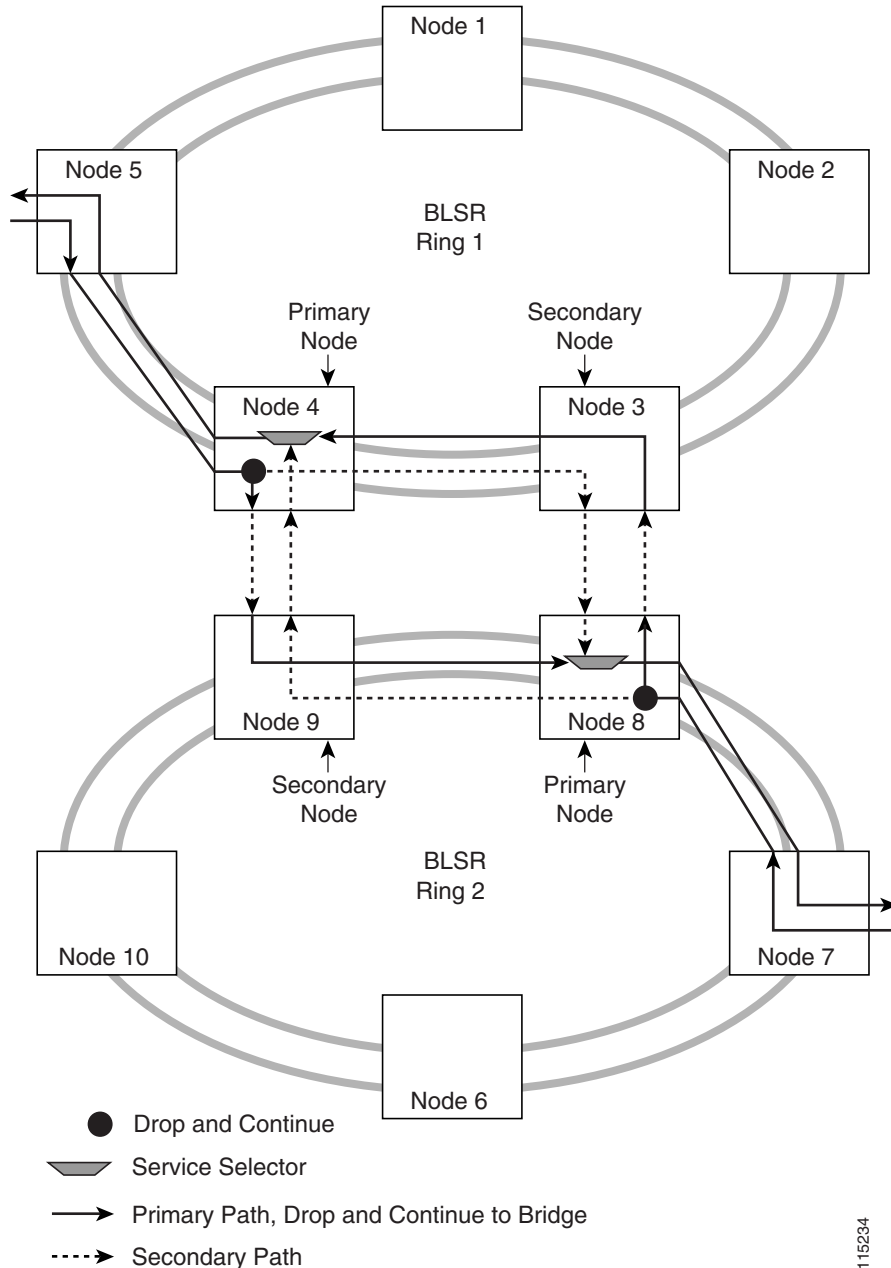 Node 1
Node 5
Node 2
BLSR
Ring 1
Primary
Node
Secondary
Node
Node 4
Node 3
Node 9
Node 8
Secondary
Node
Primary
Node
BLSR
Ring 2
Node 10
Node 7
Node 6
Drop and Continue
Service Selector
Primary Path, Drop and Continue to Bridge
Secondary Path
115234